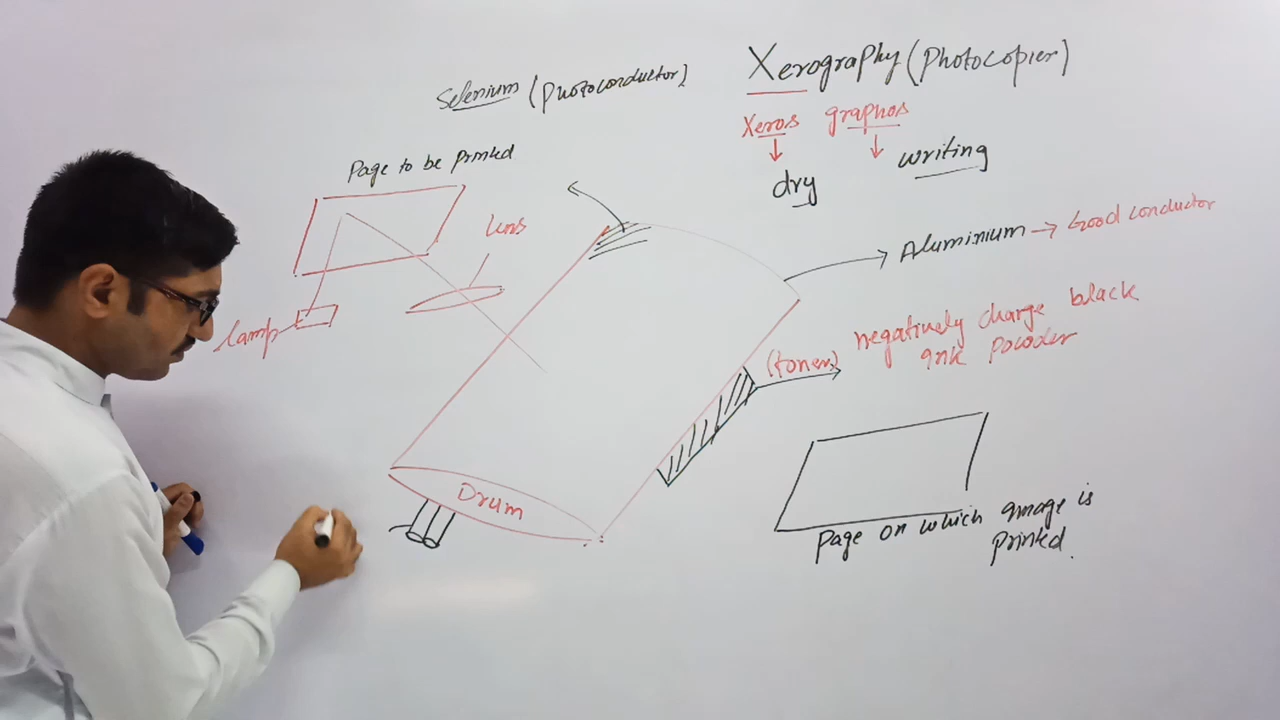 Xerography (Photocopier)
Selenium (Photoconductor)
Xeros graphos
dry
writing
Page to be printed
Lens
Lamp
Aluminium → Good conductor
(toner)
negatively charge black
ink powder
Drum
Page on which image is
printed.